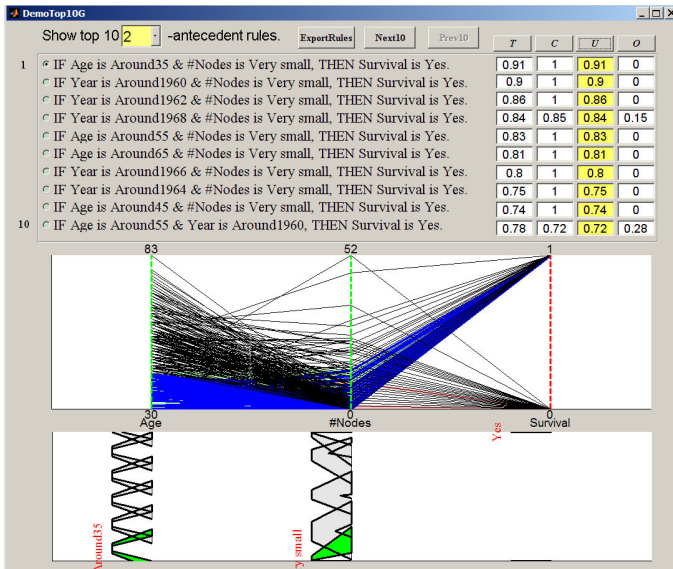 DemoTop10G
Show top 10 2 -antecedent rules. ExportRules Next10 Prev10 T C U O
1 IF Age is Around35 & #Nodes is Very small, THEN Survival is Yes. 0.91 1 0.91 0
IF Year is Around1960 & #Nodes is Very small, THEN Survival is Yes. 0.9 1 0.9 0
IF Year is Around1962 & #Nodes is Very small, THEN Survival is Yes. 0.86 1 0.86 0
IF Year is Around1968 & #Nodes is Very small, THEN Survival is Yes. 0.84 0.85 0.84 0.15
IF Age is Around55 & #Nodes is Very small, THEN Survival is Yes. 0.83 1 0.83 0
IF Age is Around65 & #Nodes is Very small, THEN Survival is Yes. 0.81 1 0.81 0
IF Year is Around1966 & #Nodes is Very small, THEN Survival is Yes. 0.8 1 0.8 0
IF Year is Around1964 & #Nodes is Very small, THEN Survival is Yes. 0.75 1 0.75 0
IF Age is Around45 & #Nodes is Very small, THEN Survival is Yes. 0.74 1 0.74 0
10 IF Age is Around55 & Year is Around1960, THEN Survival is Yes. 0.78 0.72 0.72 0.28
83 52 1
30 0 0
Age #Nodes Survival
Yes
Around35
ry small